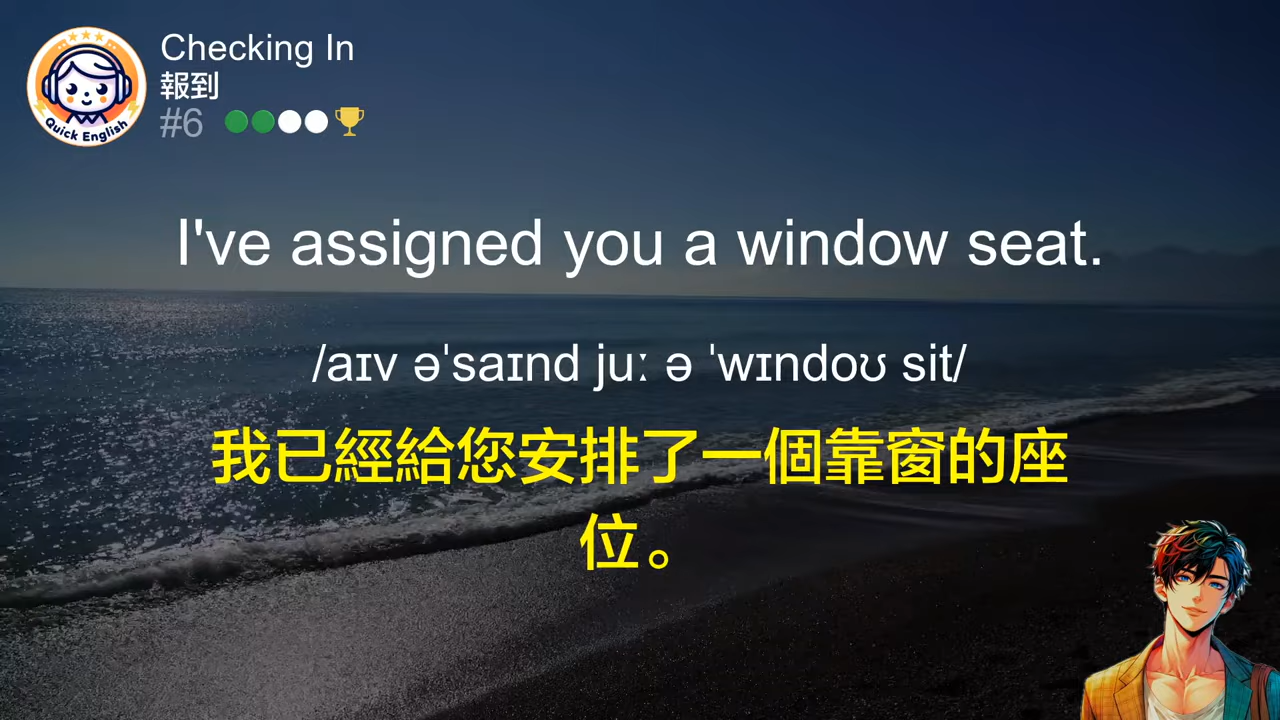 Checking In
報到
#6
Quick English
I've assigned you a window seat.
/aɪv əˈsaɪnd juː ə ˈwɪndoʊ sit/
我已經給您安排了一個靠窗的座
位。